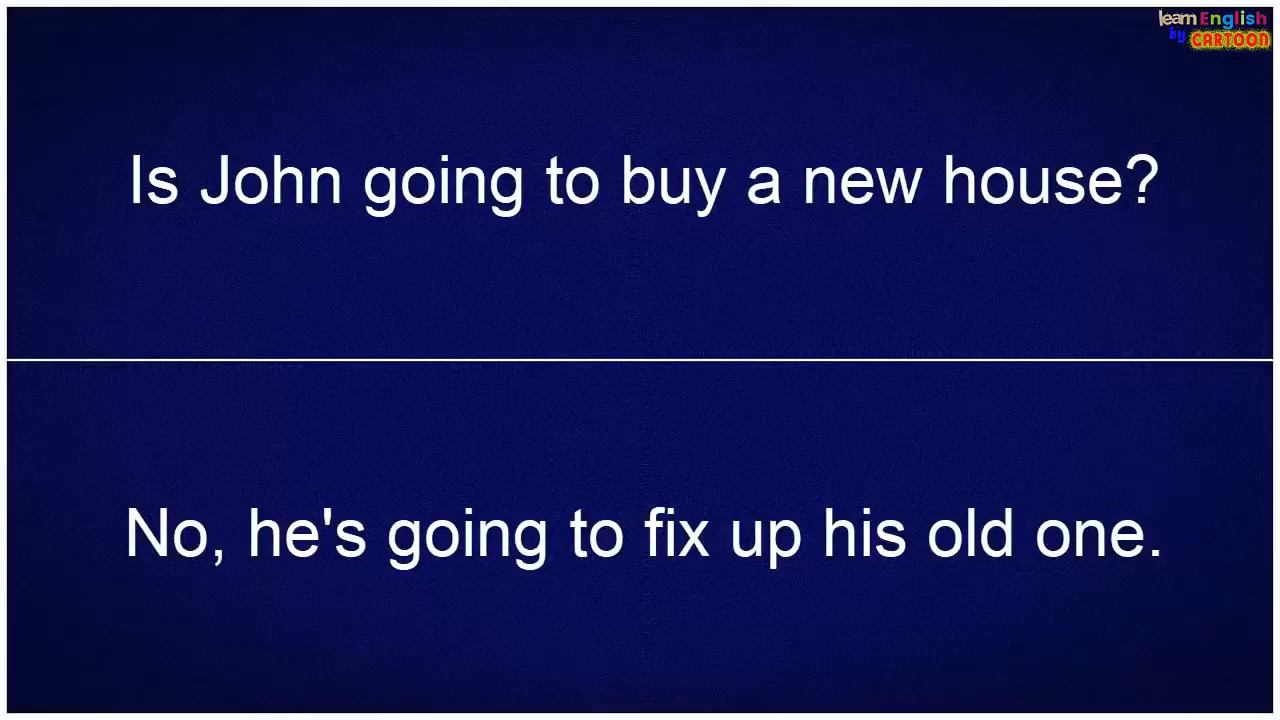 learn English
by CARTOON
Is John going to buy a new house?
No, he's going to fix up his old one.